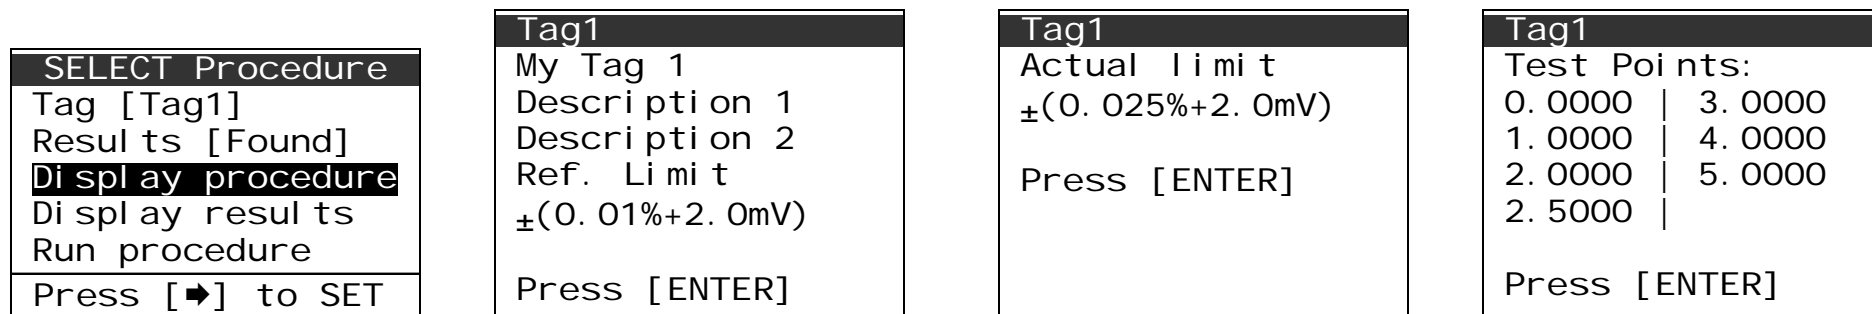 SELECT Procedure
Tag [Tag1]
Results [Found]
Display procedure
Display results
Run procedure
Press [➡] to SET
Tag1
My Tag 1
Description 1
Description 2
Ref. Limit
±(0.01%+2.0mV)
Press [ENTER]
Tag1
Actual limit
±(0.025%+2.0mV)
Press [ENTER]
Tag1
Test Points:
0.0000 | 3.0000
1.0000 | 4.0000
2.0000 | 5.0000
2.5000 |
Press [ENTER]